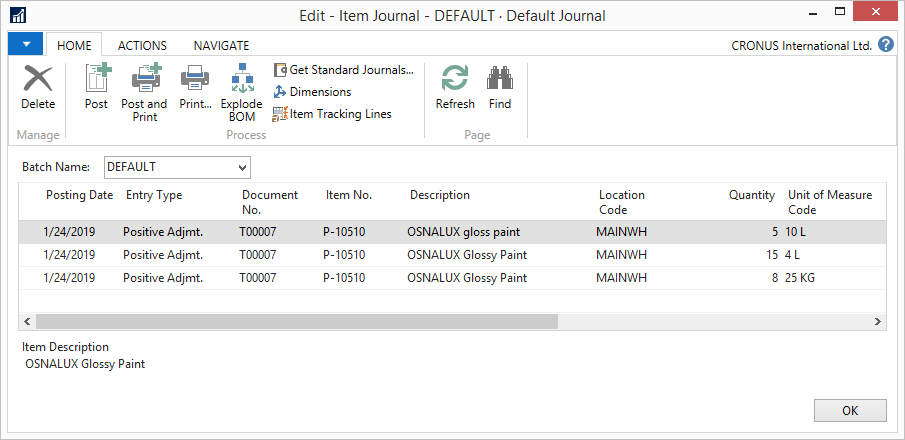 Edit - Item Journal - DEFAULT · Default Journal
HOME ACTIONS NAVIGATE CRONUS International Ltd. ?
Delete
Manage
Post
Post and Print
Print...
Explode BOM
Get Standard Journals...
Dimensions
Item Tracking Lines
Process
Refresh
Find
Page
Batch Name: DEFAULT
Posting Date Entry Type Document No. Item No. Description Location Code Quantity Unit of Measure Code
1/24/2019 Positive Adjmt. T00007 P-10510 OSNALUX gloss paint MAINWH 5 10 L
1/24/2019 Positive Adjmt. T00007 P-10510 OSNALUX Glossy Paint MAINWH 15 4 L
1/24/2019 Positive Adjmt. T00007 P-10510 OSNALUX Glossy Paint MAINWH 8 25 KG
Item Description
OSNALUX Glossy Paint
OK